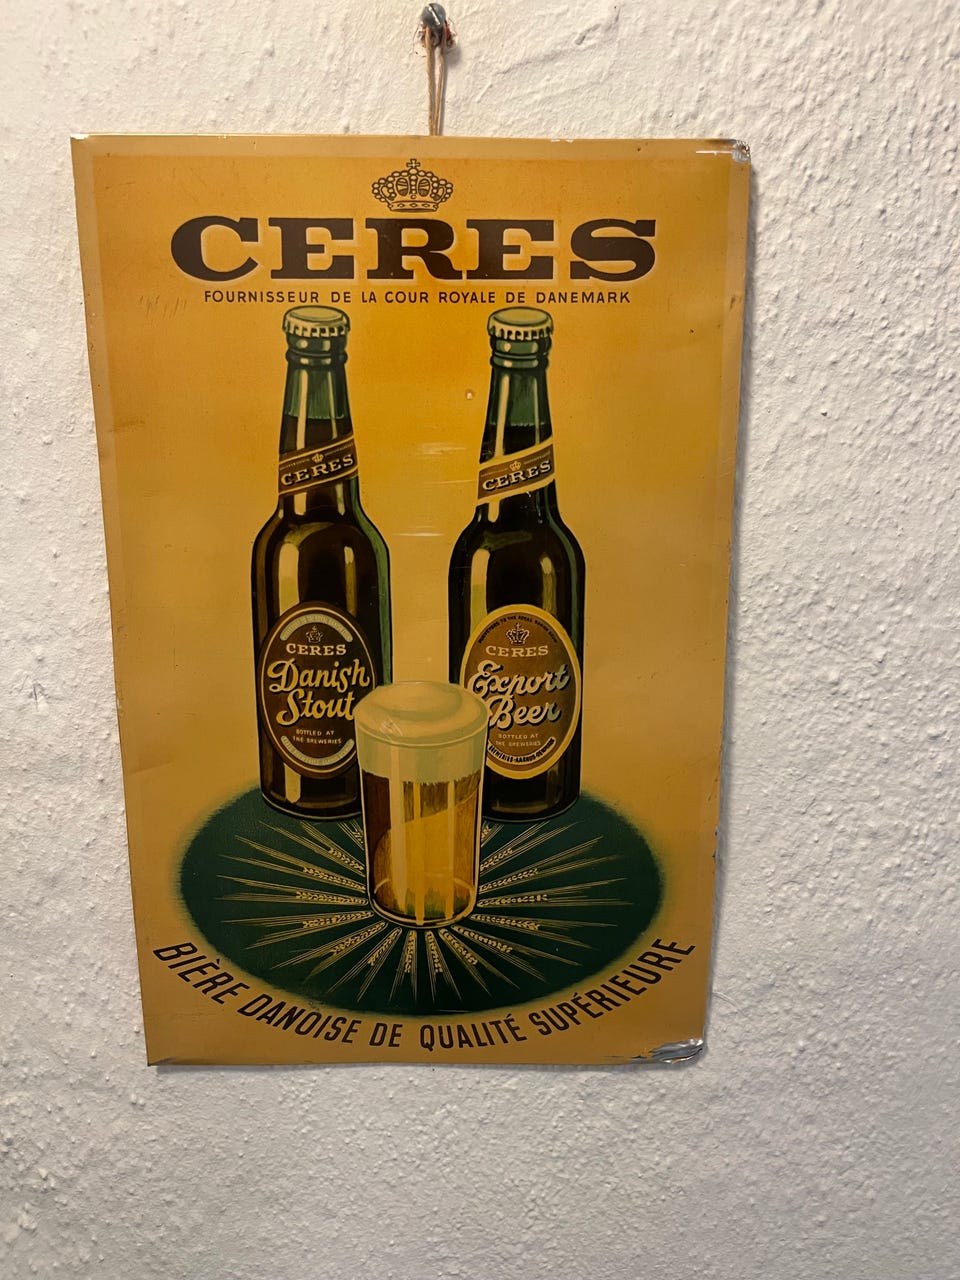 CERES
FOURNISSEUR DE LA COUR ROYALE DE DANEMARK
CERES
CERES
CERES
Danish
Stout
BOTTLED AT
THE BREWERIES
CERES
Export
Beer
BOTTLED AT
THE BREWERIES
BIÈRE DANOISE DE QUALITÉ SUPÉRIEURE